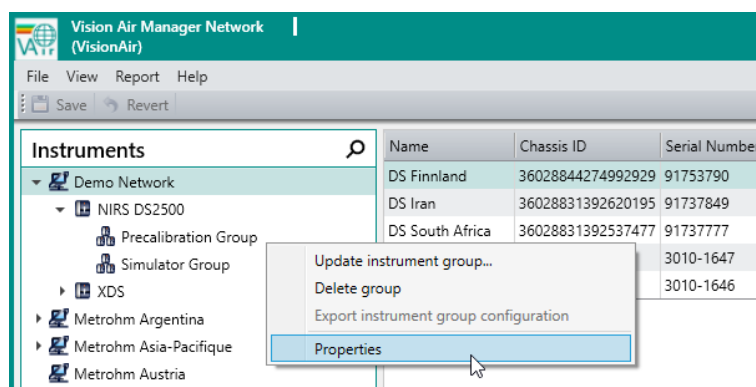 Vision Air Manager Network
(VisionAir)
VAir
File View Report Help
Save Revert
Instruments
Name Chassis ID Serial Numbe
Demo Network
DS Finnland 36028844274992929 91753790
NIRS DS2500
DS Iran 36028831392620195 91737849
Precalibration Group
DS South Africa 36028831392537477 91737777
Simulator Group
Update instrument group...
3010-1647
XDS
Delete group
3010-1646
Metrohm Argentina
Export instrument group configuration
Metrohm Asia-Pacifique
Properties
Metrohm Austria